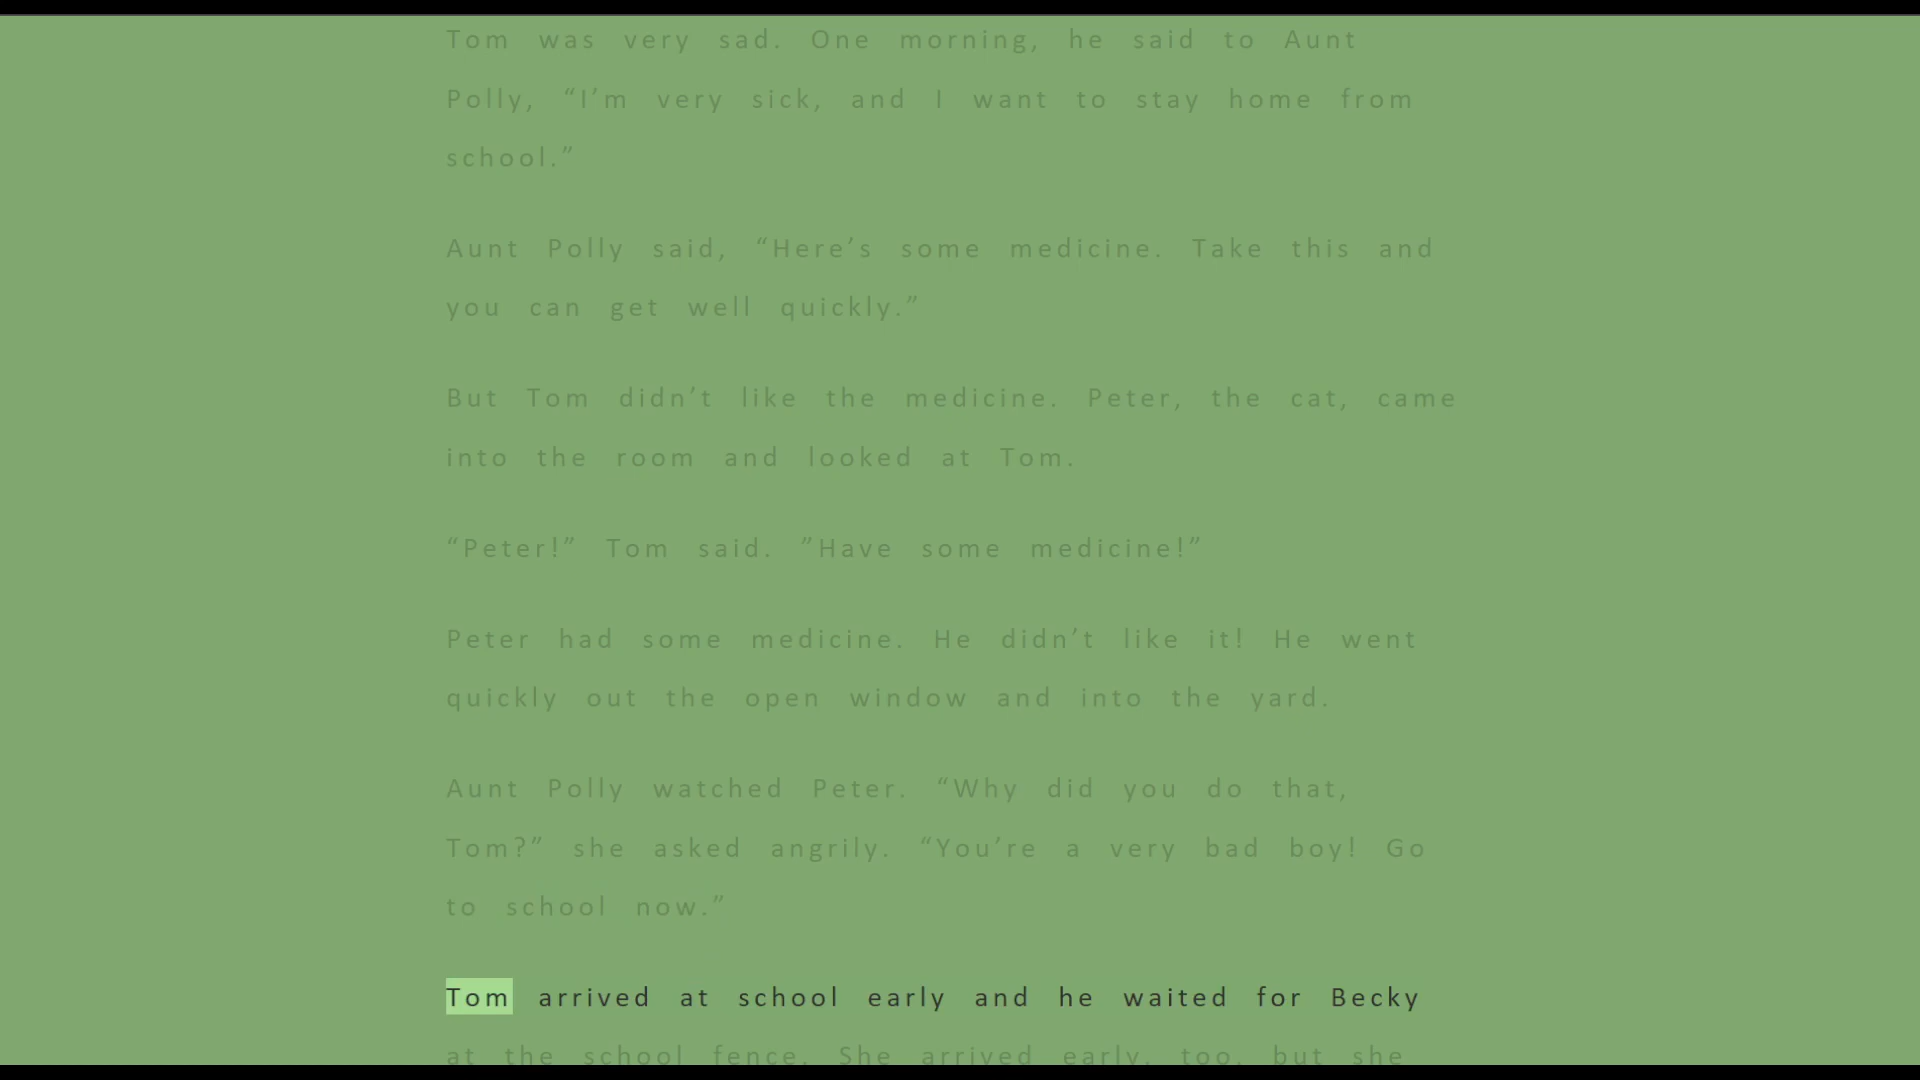 Tom was very sad. One morning, he said to Aunt
Polly, “I’m very sick, and I want to stay home from
school.”
Aunt Polly said, “Here’s some medicine. Take this and
you can get well quickly.”
But Tom didn’t like the medicine. Peter, the cat, came
into the room and looked at Tom.
“Peter!” Tom said. ”Have some medicine!”
Peter had some medicine. He didn’t like it! He went
quickly out the open window and into the yard.
Aunt Polly watched Peter. “Why did you do that,
Tom?” she asked angrily. “You’re a very bad boy! Go
to school now.”
Tom arrived at school early and he waited for Becky
at the school fence. She arrived early, too, but she